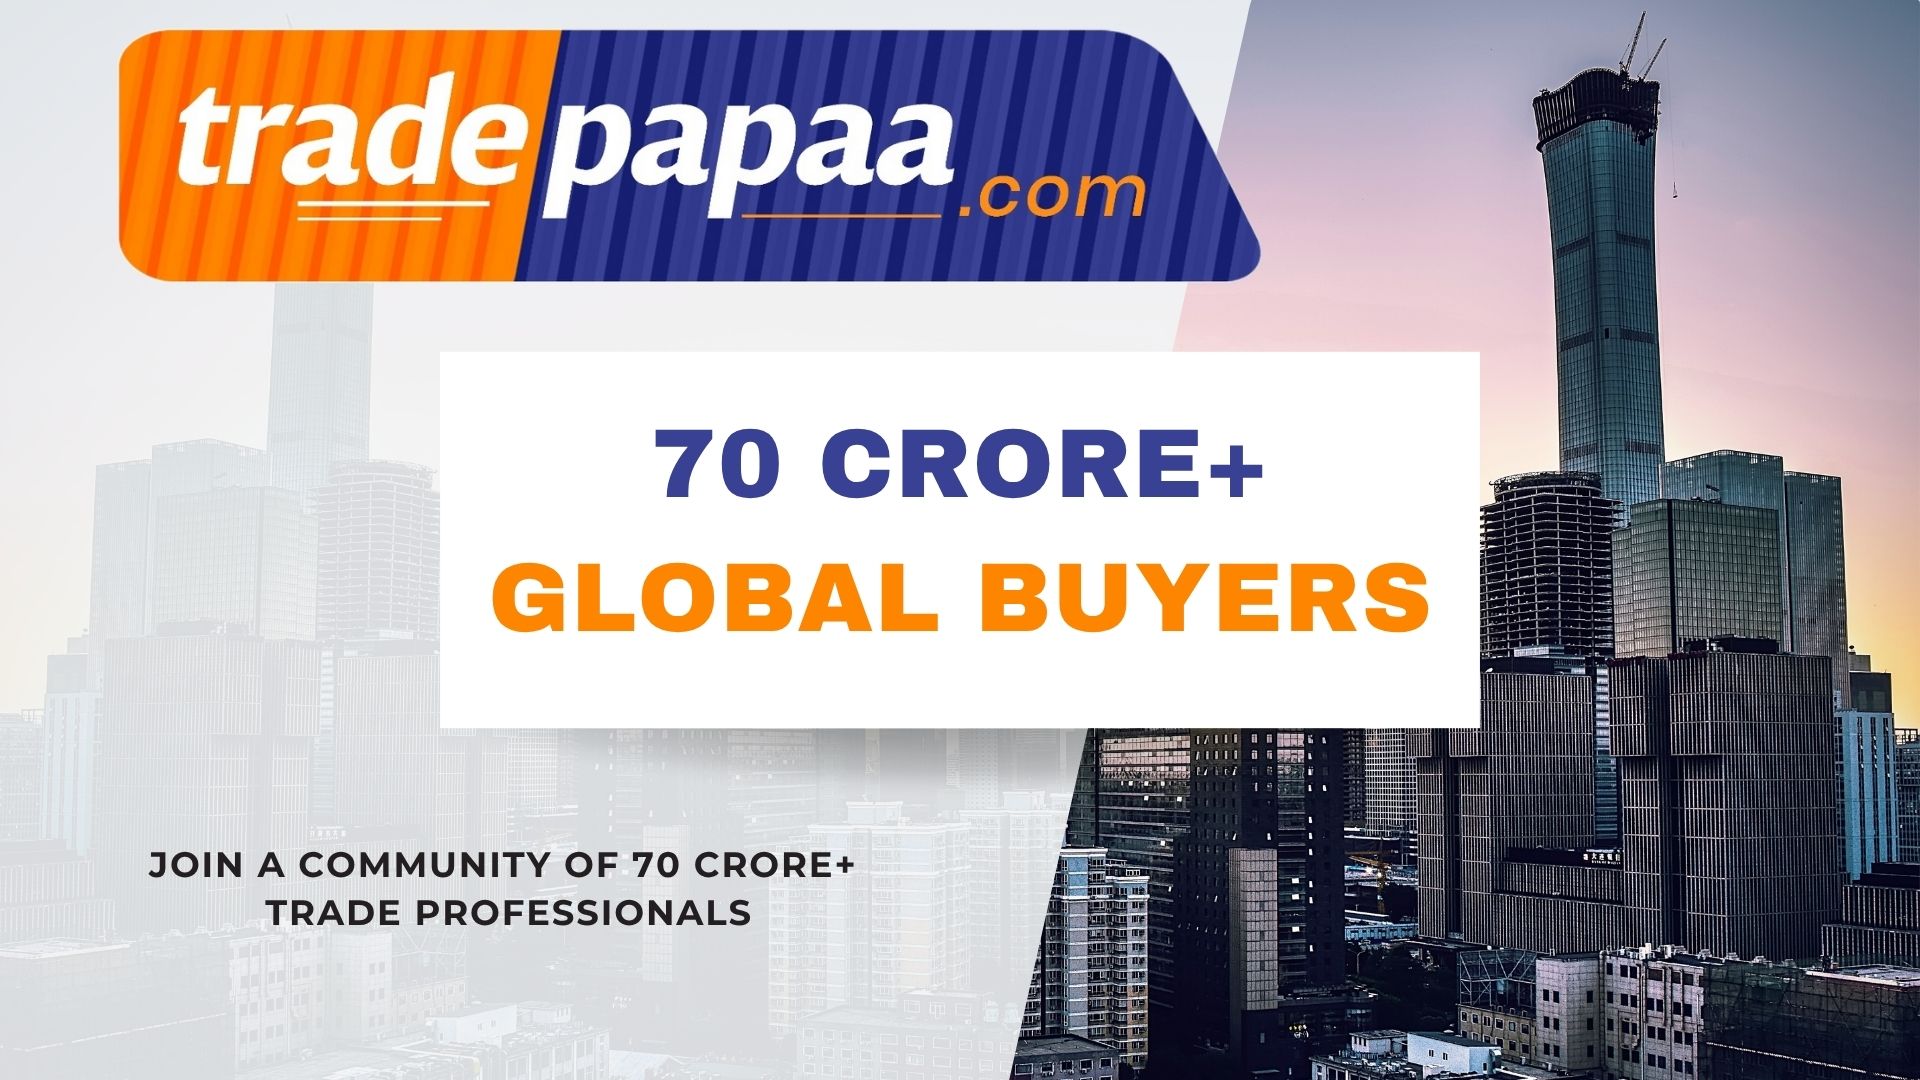 tradepapaa.com
70 CRORE+
GLOBAL BUYERS
JOIN A COMMUNITY OF 70 CRORE+
TRADE PROFESSIONALS